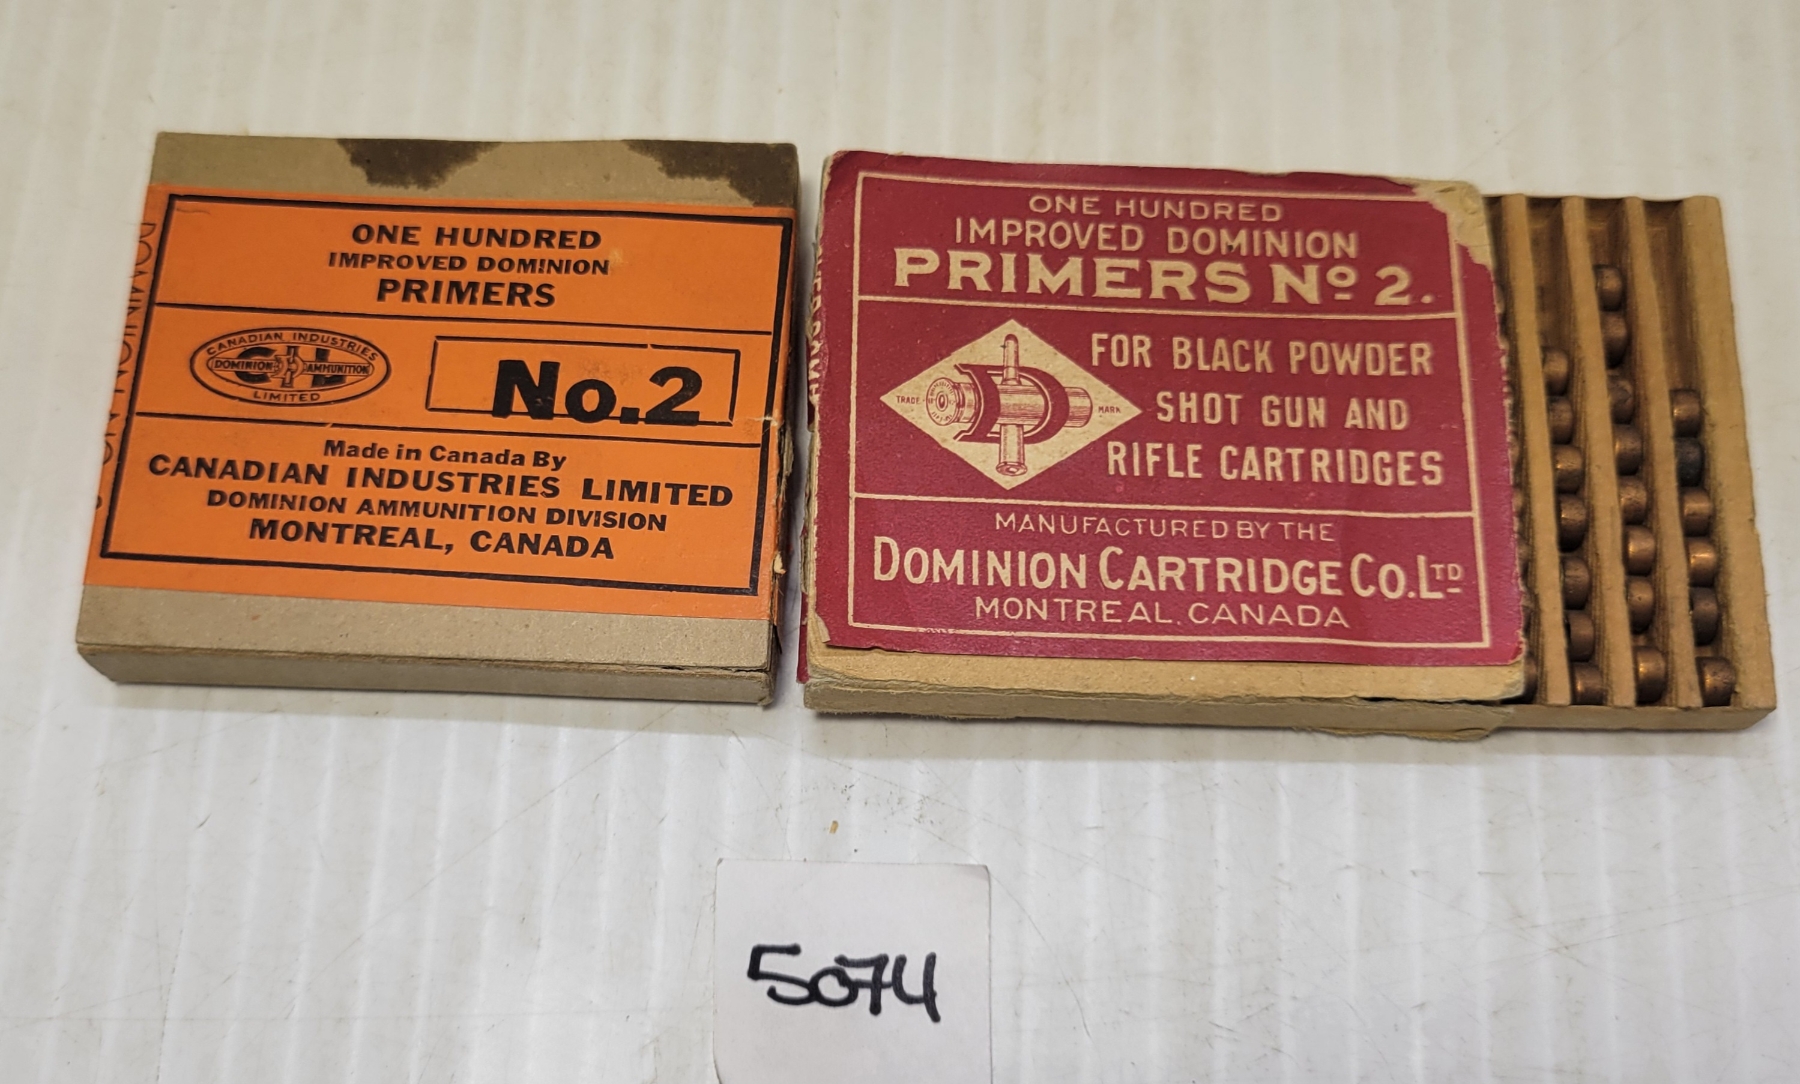 ONE HUNDRED
IMPROVED DOMINION
PRIMERS
CANADIAN INDUSTRIES
CIL
DOMINION AMMUNITION
LIMITED
No.2
Made in Canada By
CANADIAN INDUSTRIES LIMITED
DOMINION AMMUNITION DIVISION
MONTREAL, CANADA
ONE HUNDRED
IMPROVED DOMINION
PRIMERS No 2.
FOR BLACK POWDER
SHOT GUN AND
RIFLE CARTRIDGES
TRADE MARK
MANUFACTURED BY THE
DOMINION CARTRIDGE CO. LTD
MONTREAL, CANADA
5074